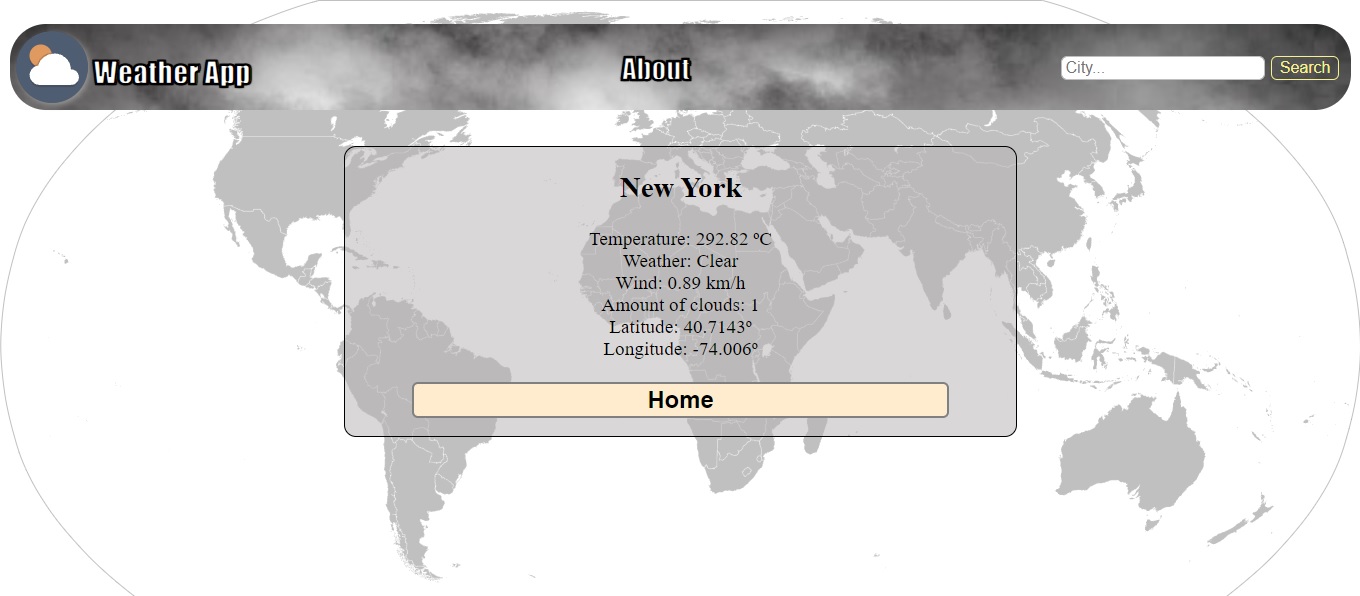 Weather App
About
City...
Search
New York
Temperature: 292.82 ºC
Weather: Clear
Wind: 0.89 km/h
Amount of clouds: 1
Latitude: 40.7143º
Longitude: -74.006º
Home